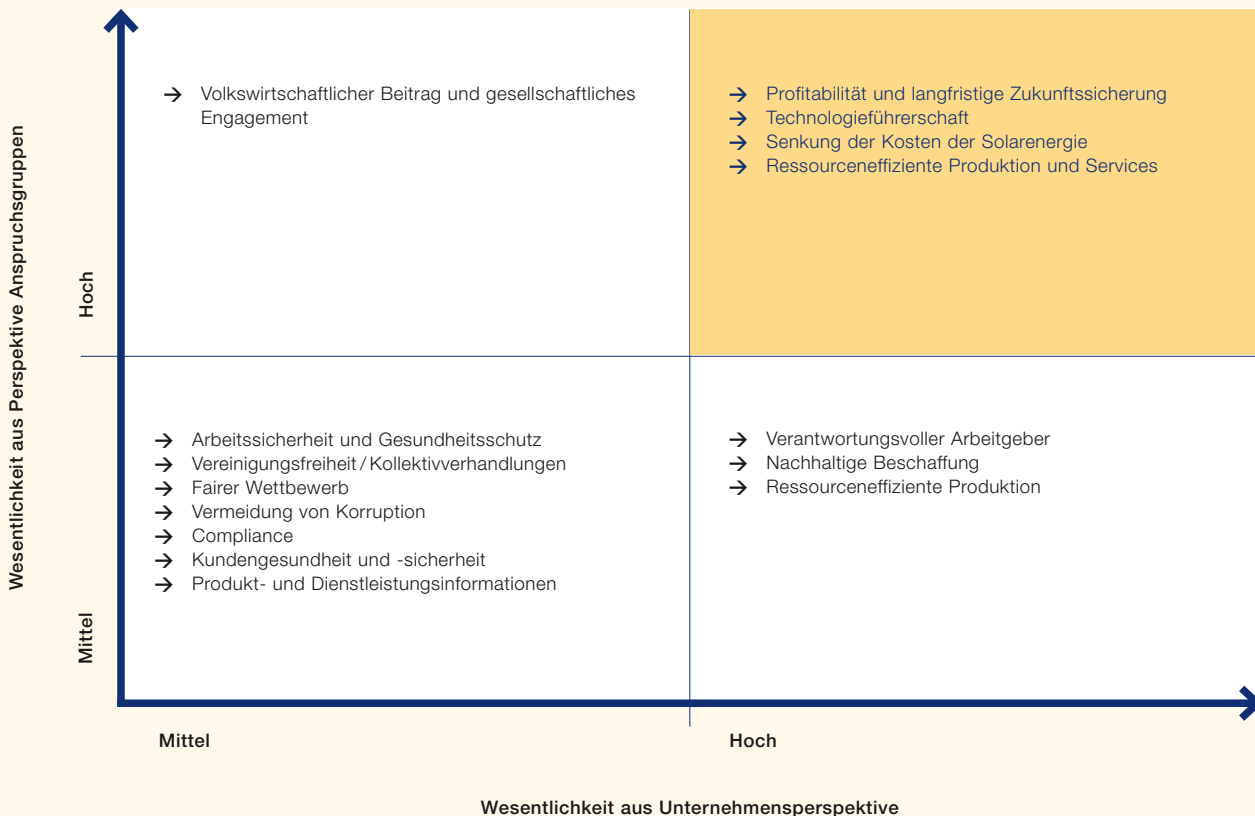 Wesentlichkeit aus Perspektive Anspruchsgruppen
Hoch
Mittel
→ Volkswirtschaftlicher Beitrag und gesellschaftliches
Engagement
→ Profitabilität und langfristige Zukunftssicherung
→ Technologieführerschaft
→ Senkung der Kosten der Solarenergie
→ Ressourceneffiziente Produktion und Services
→ Arbeitssicherheit und Gesundheitsschutz
→ Vereinigungsfreiheit / Kollektivverhandlungen
→ Fairer Wettbewerb
→ Vermeidung von Korruption
→ Compliance
→ Kundengesundheit und -sicherheit
→ Produkt- und Dienstleistungsinformationen
→ Verantwortungsvoller Arbeitgeber
→ Nachhaltige Beschaffung
→ Ressourceneffiziente Produktion
Mittel
Hoch
Wesentlichkeit aus Unternehmensperspektive